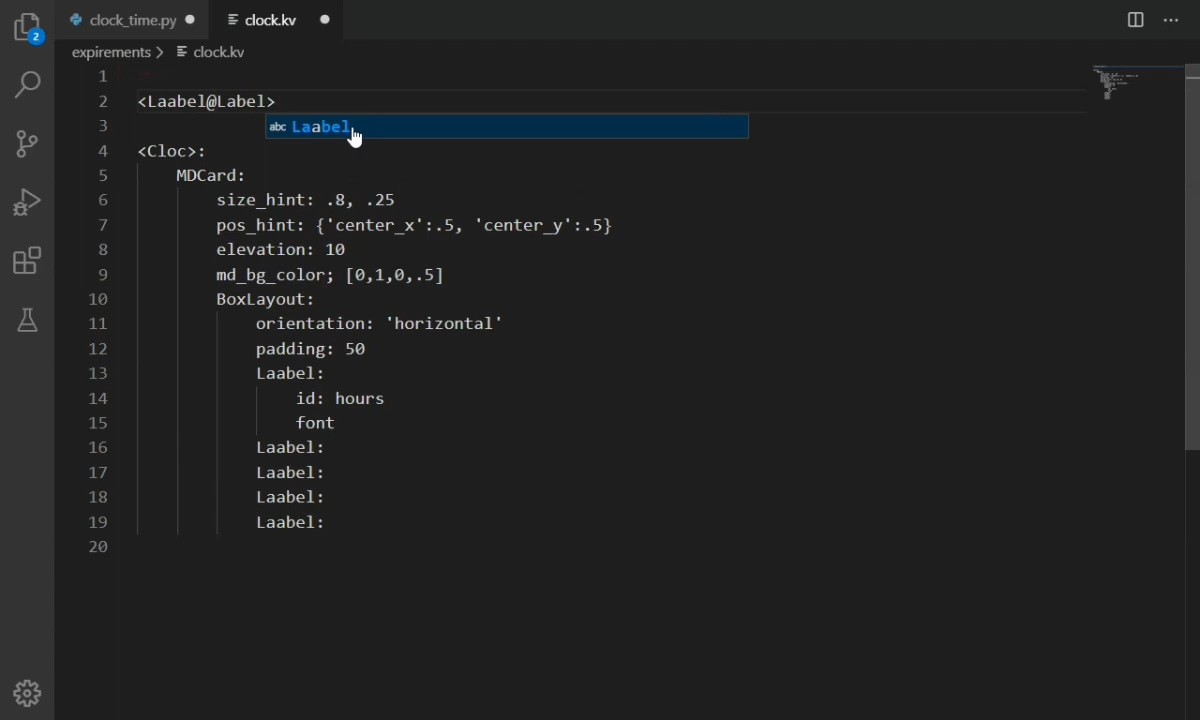 clock_time.py
clock.kv
2
expirements > clock.kv
1
2 <Laabel@Label>
3 abc Laabel
4 <Cloc>:
5 MDCard:
6 size_hint: .8, .25
7 pos_hint: {'center_x':.5, 'center_y':.5}
8 elevation: 10
9 md_bg_color; [0,1,0,.5]
10 BoxLayout:
11 orientation: 'horizontal'
12 padding: 50
13 Laabel:
14 id: hours
15 font
16 Laabel:
17 Laabel:
18 Laabel:
19 Laabel:
20